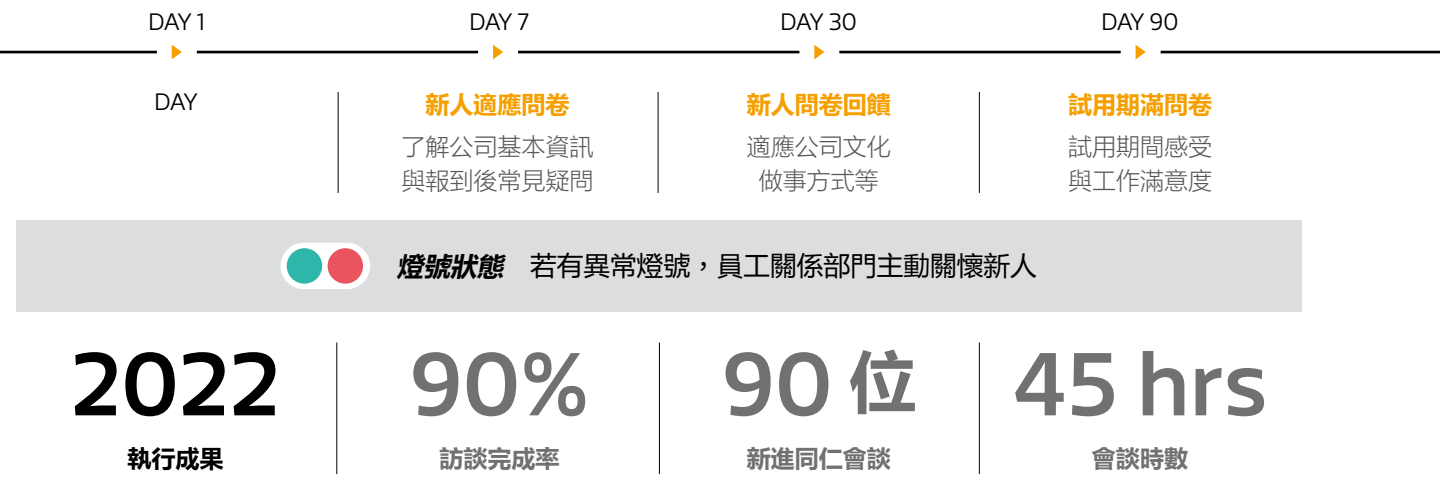 DAY 1
DAY 7
DAY 30
DAY 90
DAY
新人適應問卷
了解公司基本資訊
與報到後常見疑問
新人問卷回饋
適應公司文化
做事方式等
試用期滿問卷
試用期間感受
與工作滿意度
燈號狀態 若有異常燈號，員工關係部門主動關懷新人
2022
執行成果
90%
訪談完成率
90 位
新進同仁會談
45 hrs
會談時數